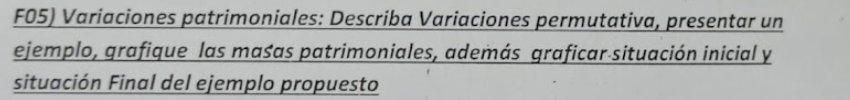 F05) Variaciones patrimoniales: Describa Variaciones permutativa, presentar un
ejemplo, grafique las masas patrimoniales, además graficar situación inicial y
situación Final del ejemplo propuesto